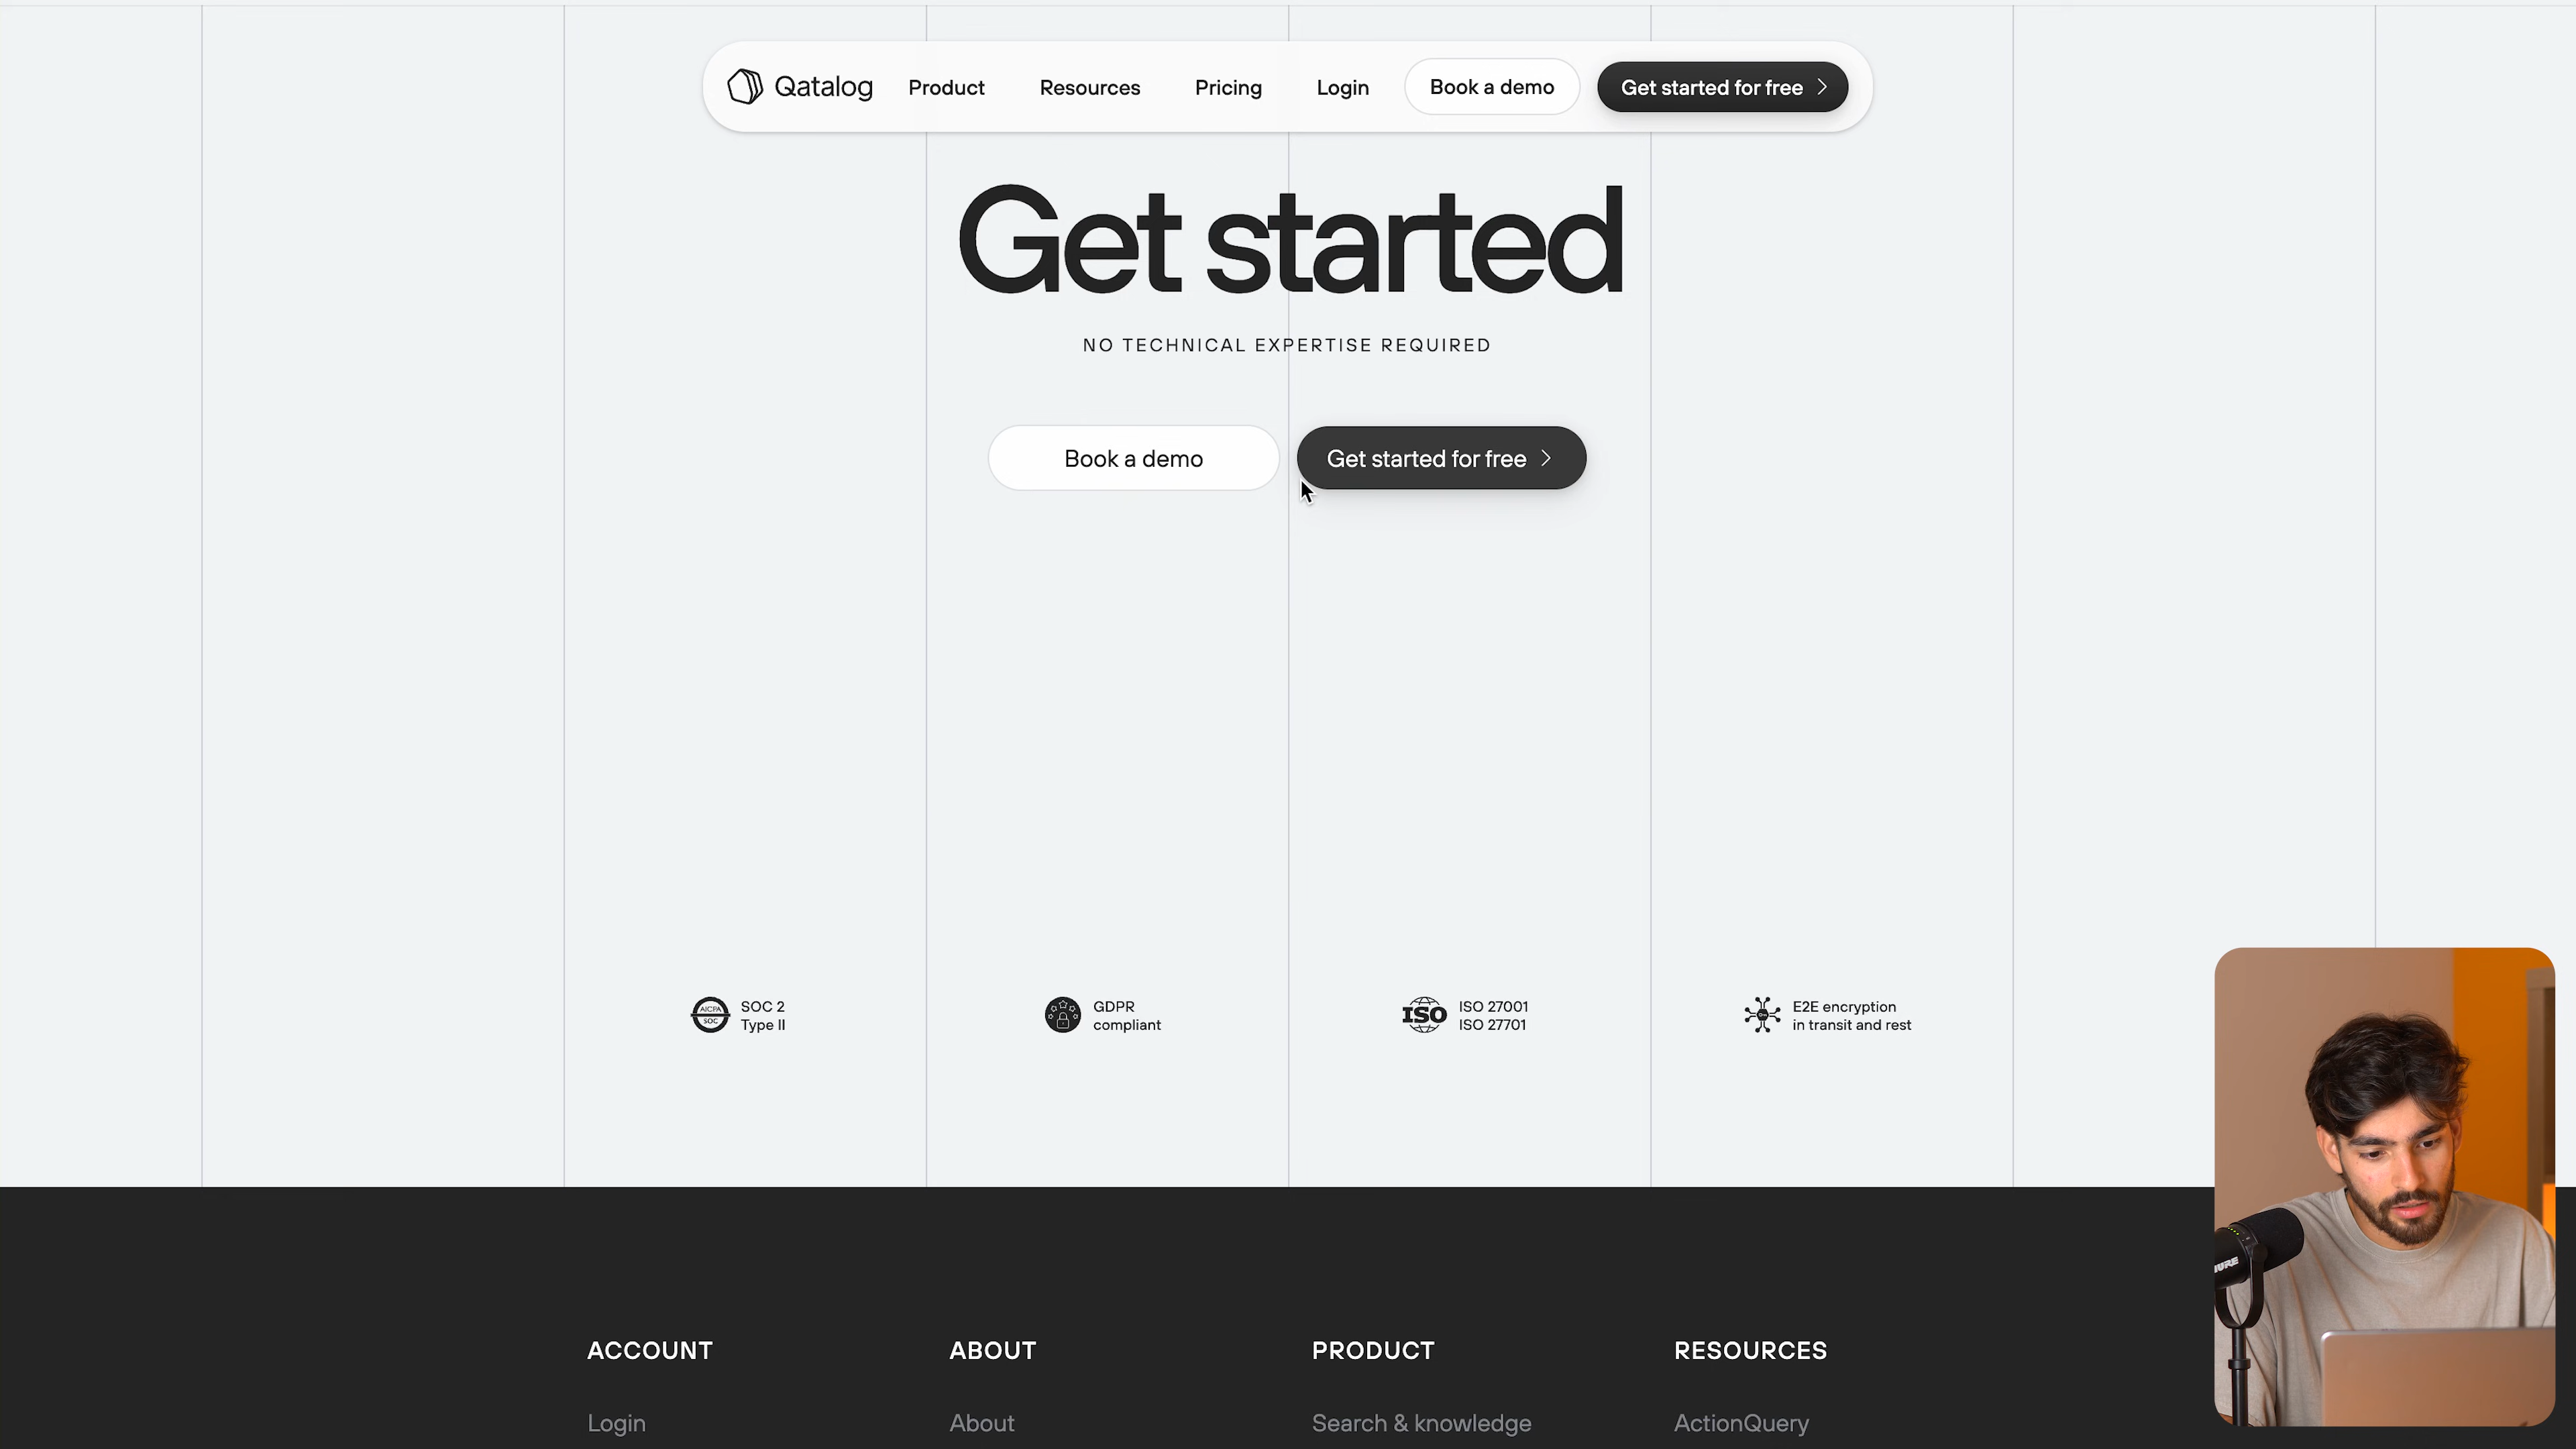 Qatalog Product Resources Pricing Login Book a demo Get started for free
Get started
NO TECHNICAL EXPERTISE REQUIRED
Book a demo Get started for free
AICPA
SOC
SOC 2
Type II
GDPR
compliant
ISO
ISO 27001
ISO 27701
E2E encryption
in transit and rest
ACCOUNT ABOUT PRODUCT RESOURCES
Login About Search & knowledge ActionQuery